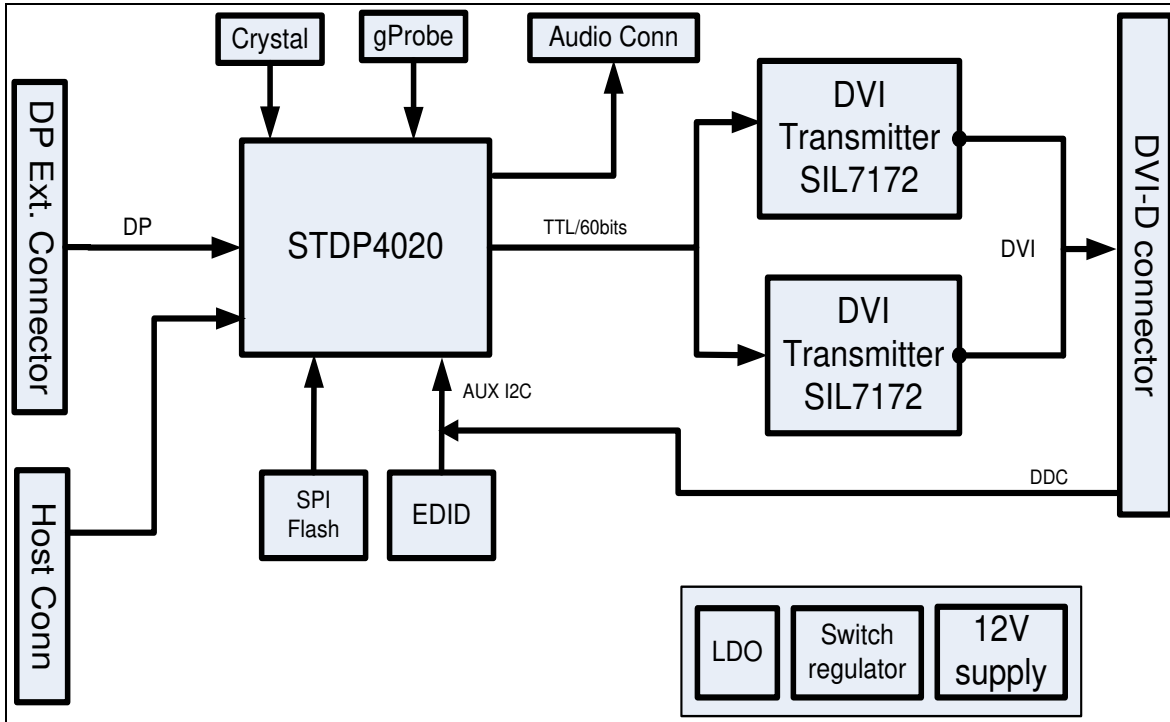 Crystal
gProbe
Audio Conn
DP Ext. Connector
DP
STDP4020
TTL/60bits
DVI
Transmitter
SIL7172
DVI
Transmitter
SIL7172
DVI
DVI-D connector
AUX I2C
SPI
Flash
EDID
DDC
Host Conn
LDO
Switch
regulator
12V
supply